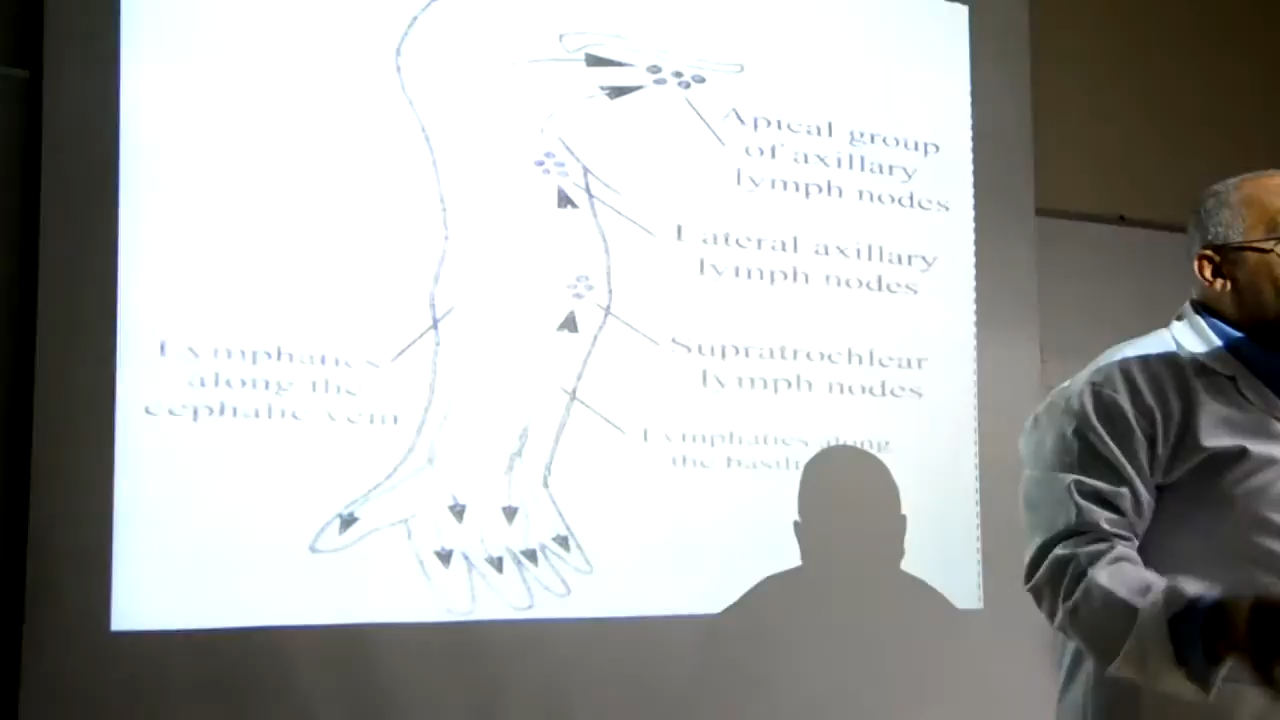 Apical group
of axillary
lymph nodes
Lateral axillary
lymph nodes
Supratrochlear
lymph nodes
Lymphatics
along the
cephalic vein
Lymphatics along
the